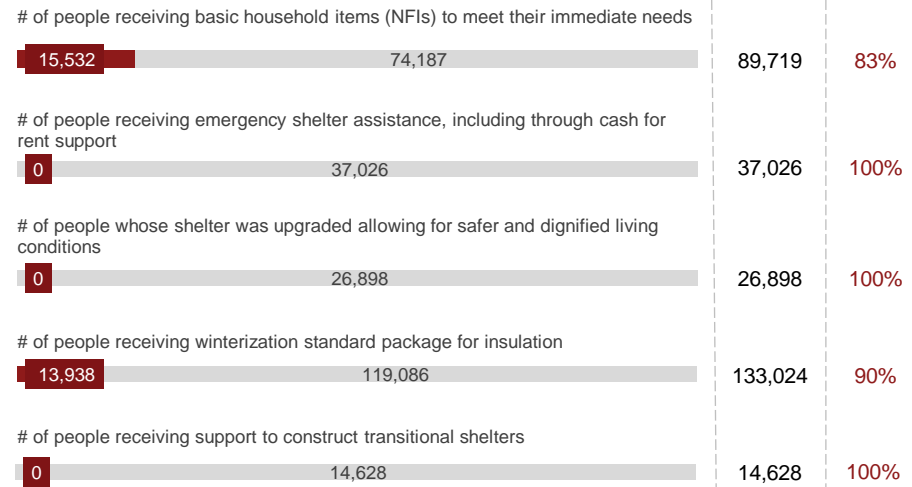 # of people receiving basic household items (NFIs) to meet their immediate needs
15,532 74,187 89,719 83%
# of people receiving emergency shelter assistance, including through cash for
rent support
0 37,026 37,026 100%
# of people whose shelter was upgraded allowing for safer and dignified living
conditions
0 26,898 26,898 100%
# of people receiving winterization standard package for insulation
13,938 119,086 133,024 90%
# of people receiving support to construct transitional shelters
0 14,628 14,628 100%